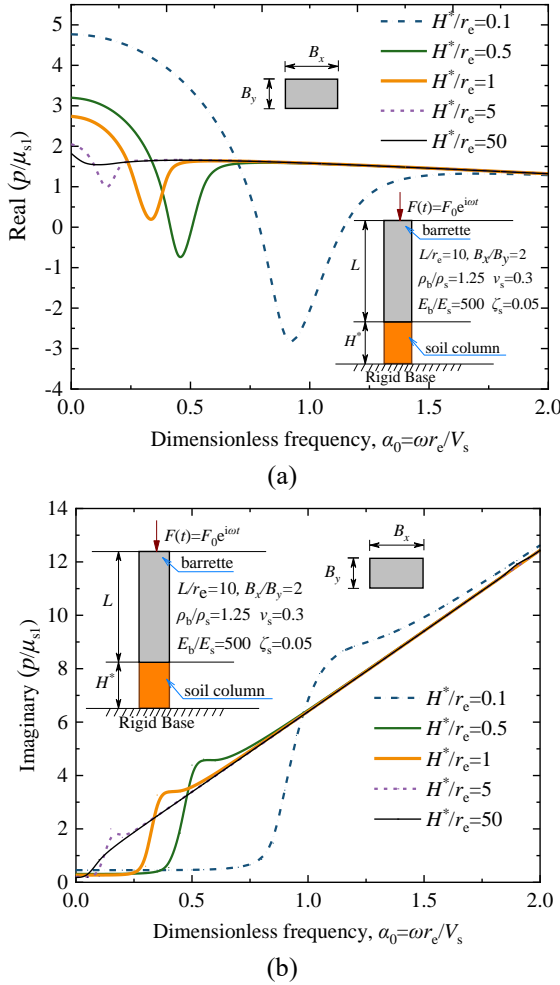 5
4
3
2
1
0
-1
-2
-3
-4
0.0 0.5 1.0 1.5 2.0
Real (p/μs1)
Dimensionless frequency, α0=ωre/Vs
H*/re=0.1
H*/re=0.5
H*/re=1
H*/re=5
H*/re=50
Bx
By
F(t)=F0e^iωt
barrette
L/re=10, Bx/By=2
ρb/ρs=1.25 νs=0.3
Eb/Es=500 ζs=0.05
L
H*
soil column
Rigid Base
(a)
14
12
10
8
6
4
2
0
0.0 0.5 1.0 1.5 2.0
Imaginary (p/μs1)
Dimensionless frequency, α0=ωre/Vs
F(t)=F0e^iωt
barrette
L/re=10, Bx/By=2
ρb/ρs=1.25 νs=0.3
Eb/Es=500 ζs=0.05
L
H*
soil column
Rigid Base
Bx
By
H*/re=0.1
H*/re=0.5
H*/re=1
H*/re=5
H*/re=50
(b)